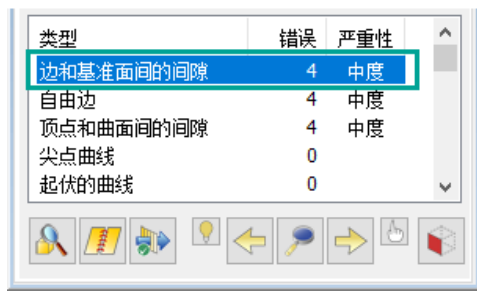 类型 错误 严重性
边和基准面间的间隙 4 中度
自由边 4 中度
顶点和曲面间的间隙 4 中度
尖点曲线 0
起伏的曲线 0